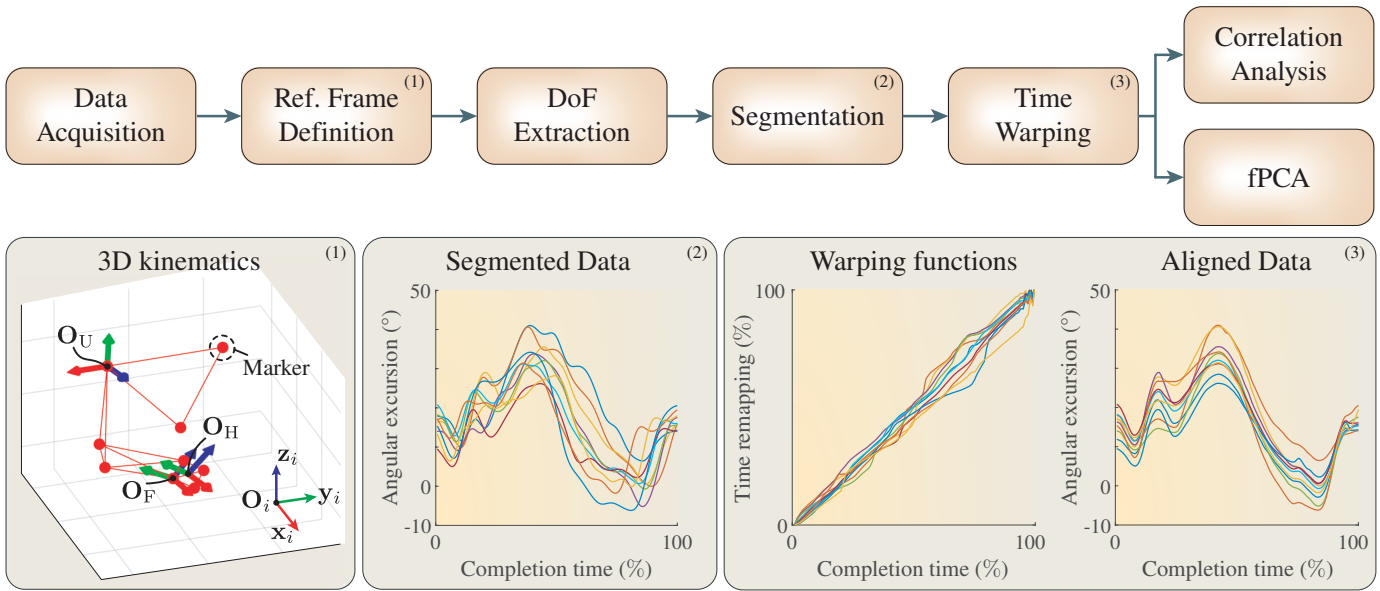 Data
Acquisition
(1)
Ref. Frame
Definition
DoF
Extraction
(2)
Segmentation
(3)
Time
Warping
Correlation
Analysis
fPCA
3D kinematics
(1)
O_U
Marker
O_H
O_F
z_i
O_i
y_i
x_i
Segmented Data
(2)
50
Angular excursion (°)
0
-10
0
100
Completion time (%)
Warping functions
100
Time remapping (%)
0
0
100
Completion time (%)
Aligned Data
(3)
50
Angular excursion (°)
0
-10
0
100
Completion time (%)